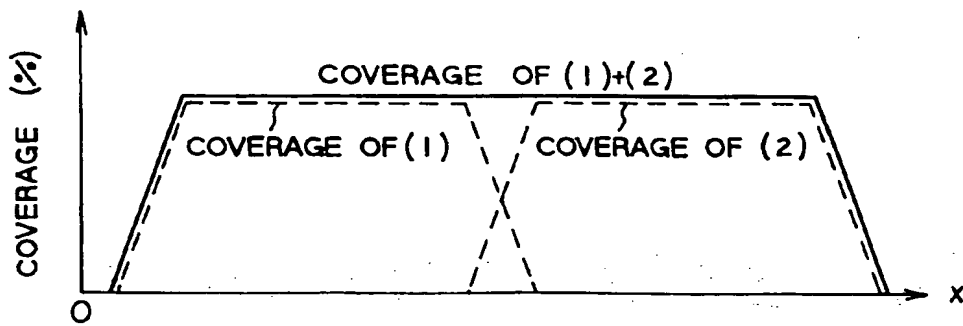 COVERAGE (%)
COVERAGE OF (1)+(2)
COVERAGE OF (1)
COVERAGE OF (2)
O
X